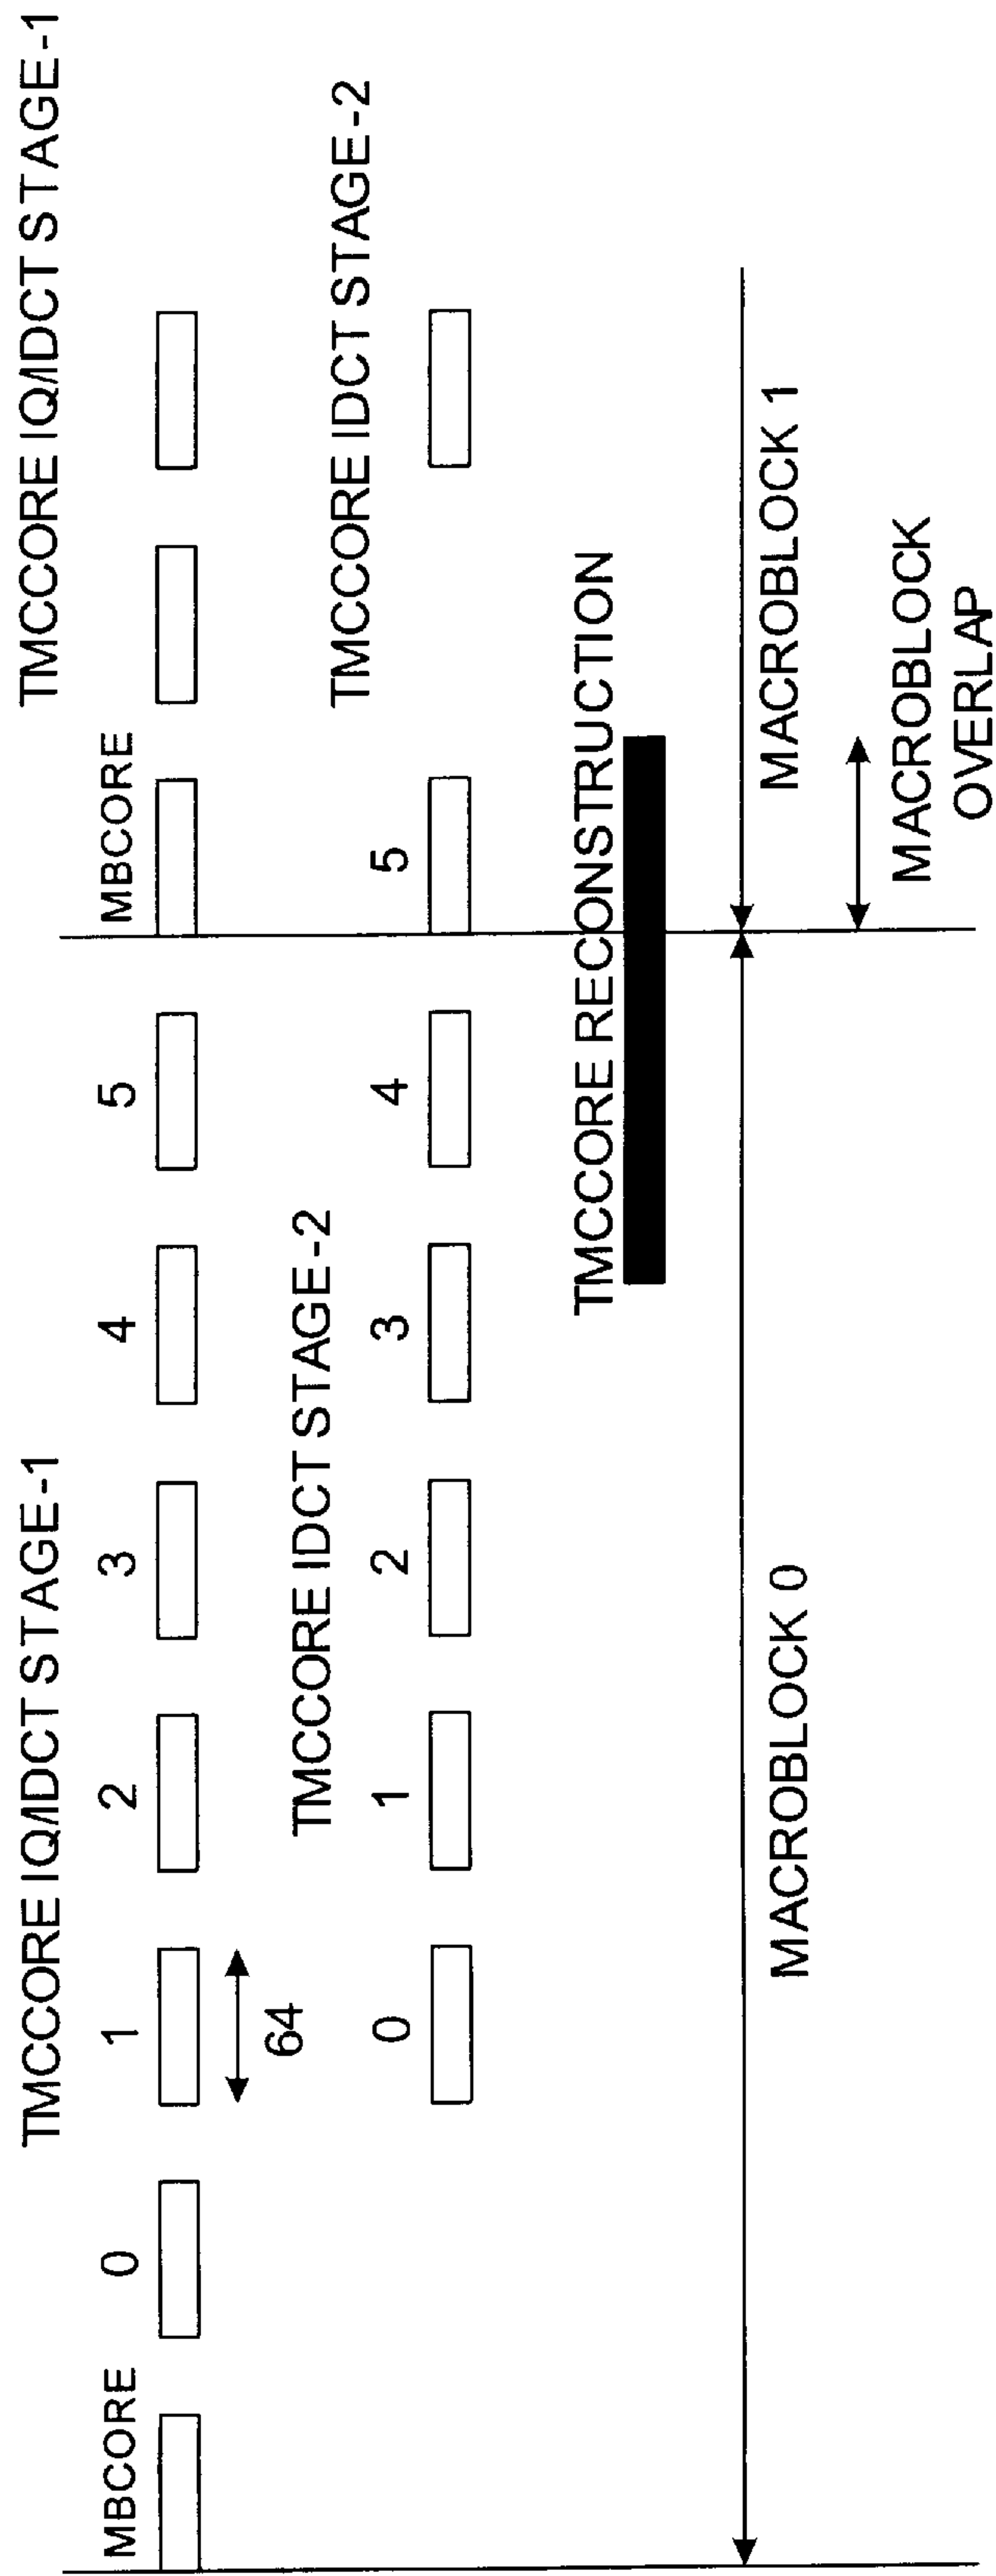 TMCCORE IQ/IDCT STAGE-1
TMCCORE IQ/IDCT STAGE-1
MBCORE
0
1
2
3
4
5
MBCORE
64
TMCCORE IDCT STAGE-2
TMCCORE IDCT STAGE-2
0
1
2
3
4
5
TMCCORE RECONSTRUCTION
MACROBLOCK 0
MACROBLOCK 1
MACROBLOCK
OVERLAP